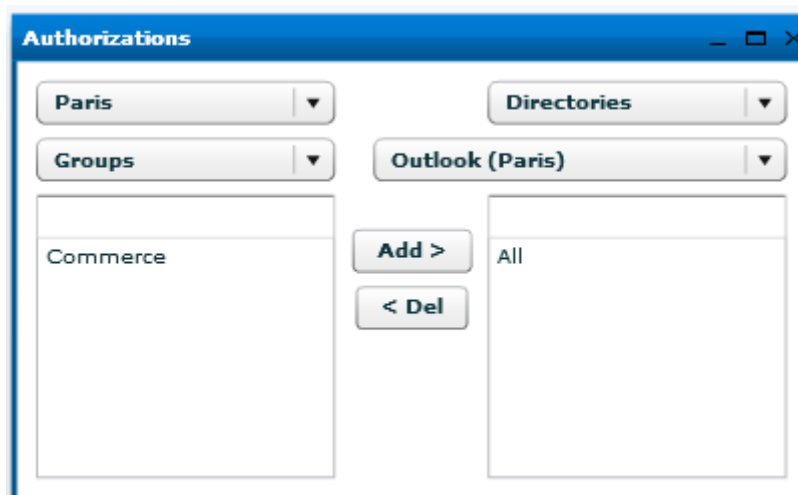 Authorizations
Paris
Directories
Groups
Outlook (Paris)
Commerce
Add >
All
< Del